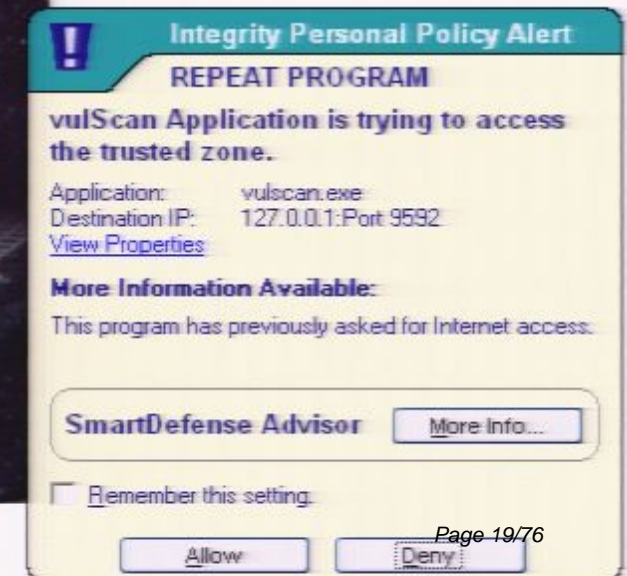 Integrity Personal Policy Alert
REPEAT PROGRAM
vulScan Application is trying to access
the trusted zone.
Application: vulscan.exe
Destination IP: 127.0.0.1:Port 9592
View Properties
More Information Available:
This program has previously asked for Internet access.
SmartDefense Advisor More Info...
Remember this setting.
Page 19/76
Allow Deny